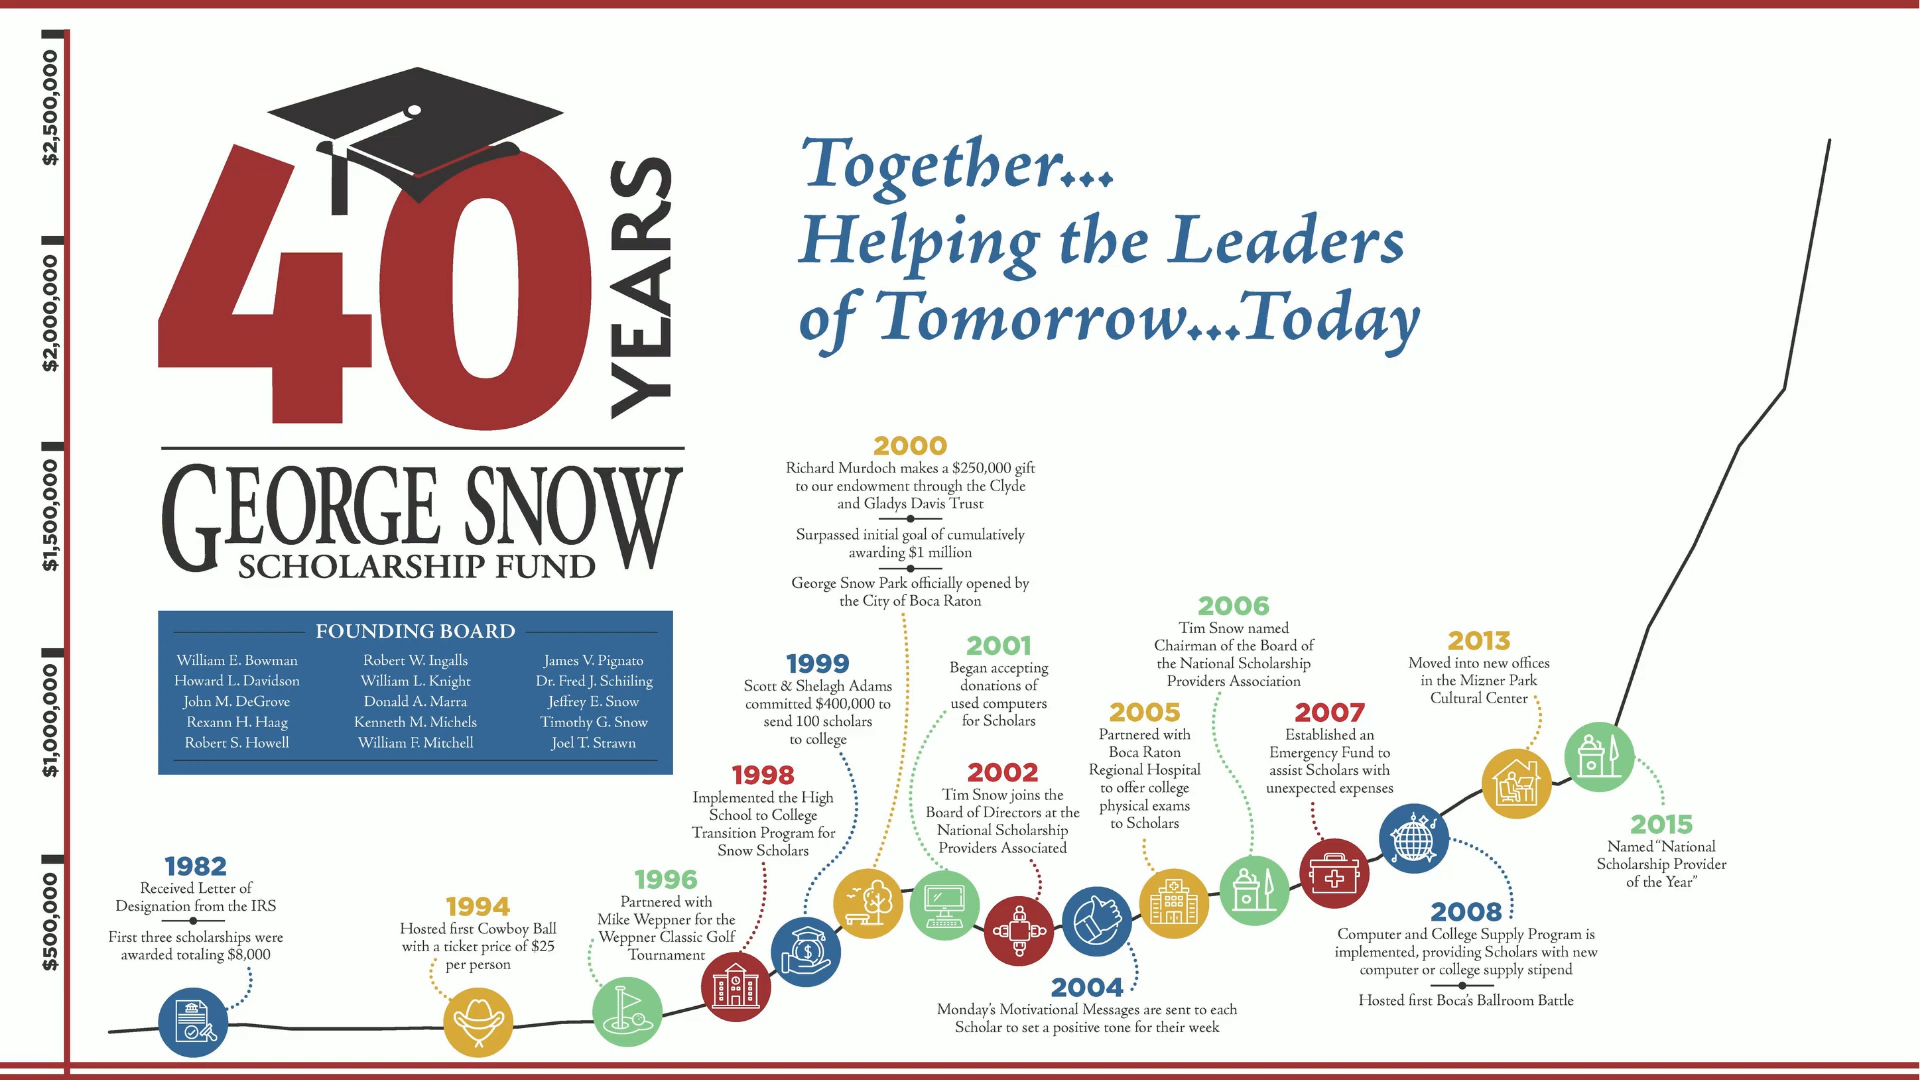 $2,500,000
$2,000,000
$1,500,000
$1,000,000
$500,000
40
YEARS
GEORGE SNOW
SCHOLARSHIP FUND
Together...
Helping the Leaders
of Tomorrow...Today
FOUNDING BOARD
William E. Bowman
Howard L. Davidson
John M. DeGrove
Rexann H. Haag
Robert S. Howell
Robert W. Ingalls
William L. Knight
Donald A. Marra
Kenneth M. Michels
William F. Mitchell
James V. Pignato
Dr. Fred J. Schiiling
Jeffrey E. Snow
Timothy G. Snow
Joel T. Strawn
1982
Received Letter of
Designation from the IRS
First three scholarships were
awarded totaling $8,000
1994
Hosted first Cowboy Ball
with a ticket price of $25
per person
1996
Partnered with
Mike Weppner for the
Weppner Classic Golf
Tournament
1998
Implemented the High
School to College
Transition Program for
Snow Scholars
1999
Scott & Shelagh Adams
committed $400,000 to
send 100 scholars
to college
2000
Richard Murdoch makes a $250,000 gift
to our endowment through the Clyde
and Gladys Davis Trust
Surpassed initial goal of cumulatively
awarding $1 million
George Snow Park officially opened by
the City of Boca Raton
2001
Began accepting
donations of
used computers
for Scholars
2002
Tim Snow joins the
Board of Directors at the
National Scholarship
Providers Associated
2004
Monday's Motivational Messages are sent to each
Scholar to set a positive tone for their week
2005
Partnered with
Boca Raton
Regional Hospital
to offer college
physical exams
to Scholars
2006
Tim Snow named
Chairman of the Board of
the National Scholarship
Providers Association
2007
Established an
Emergency Fund to
assist Scholars with
unexpected expenses
2008
Computer and College Supply Program is
implemented, providing Scholars with new
computer or college supply stipend
Hosted first Boca's Ballroom Battle
2013
Moved into new offices
in the Mizner Park
Cultural Center
2015
Named "National
Scholarship Provider
of the Year"